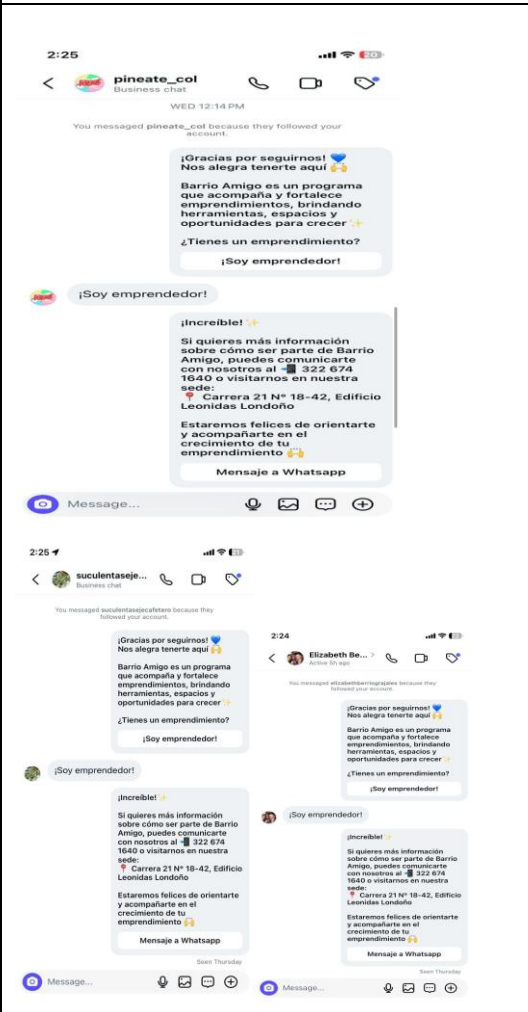 2:25
20
pineate_col
Business chat
WED 12:14 PM
You messaged pineate_col because they followed your
account.
¡Gracias por seguirnos! 💙
Nos alegra tenerte aquí 🙌
Barrio Amigo es un programa
que acompaña y fortalece
emprendimientos, brindando
herramientas, espacios y
oportunidades para crecer ✨
¿Tienes un emprendimiento?
¡Soy emprendedor!
¡Soy emprendedor!
¡Increíble! ✨
Si quieres más información
sobre cómo ser parte de Barrio
Amigo, puedes comunicarte
con nosotros al 📲 322 674
1640 o visitarnos en nuestra
sede:
📍 Carrera 21 N° 18-42, Edificio
Leonidas Londoño
Estaremos felices de orientarte
y acompañarte en el
crecimiento de tu
emprendimiento 🙌
Mensaje a Whatsapp
Message...
2:25
suculentaseje...
Business chat
You messaged suculentasejecafetero because they
followed your account.
¡Gracias por seguirnos! 💙
Nos alegra tenerte aquí 🙌
Barrio Amigo es un programa
que acompaña y fortalece
emprendimientos, brindando
herramientas, espacios y
oportunidades para crecer ✨
¿Tienes un emprendimiento?
¡Soy emprendedor!
¡Soy emprendedor!
¡Increíble! ✨
Si quieres más información
sobre cómo ser parte de Barrio
Amigo, puedes comunicarte
con nosotros al 📲 322 674
1640 o visitarnos en nuestra
sede:
📍 Carrera 21 N° 18-42, Edificio
Leonidas Londoño
Estaremos felices de orientarte
y acompañarte en el
crecimiento de tu
emprendimiento 🙌
Mensaje a Whatsapp
Seen Thursday
Message...
2:24
Elizabeth Be... >
Active 5h ago
You messaged elizabethberriograjales because they
followed your account.
¡Gracias por seguirnos! 💙
Nos alegra tenerte aquí 🙌
Barrio Amigo es un programa
que acompaña y fortalece
emprendimientos, brindando
herramientas, espacios y
oportunidades para crecer ✨
¿Tienes un emprendimiento?
¡Soy emprendedor!
¡Soy emprendedor!
¡Increíble! ✨
Si quieres más información
sobre cómo ser parte de Barrio
Amigo, puedes comunicarte
con nosotros al 📲 322 674
1640 o visitarnos en nuestra
sede:
📍 Carrera 21 N° 18-42, Edificio
Leonidas Londoño
Estaremos felices de orientarte
y acompañarte en el
crecimiento de tu
emprendimiento 🙌
Mensaje a Whatsapp
Seen Thursday
Message...